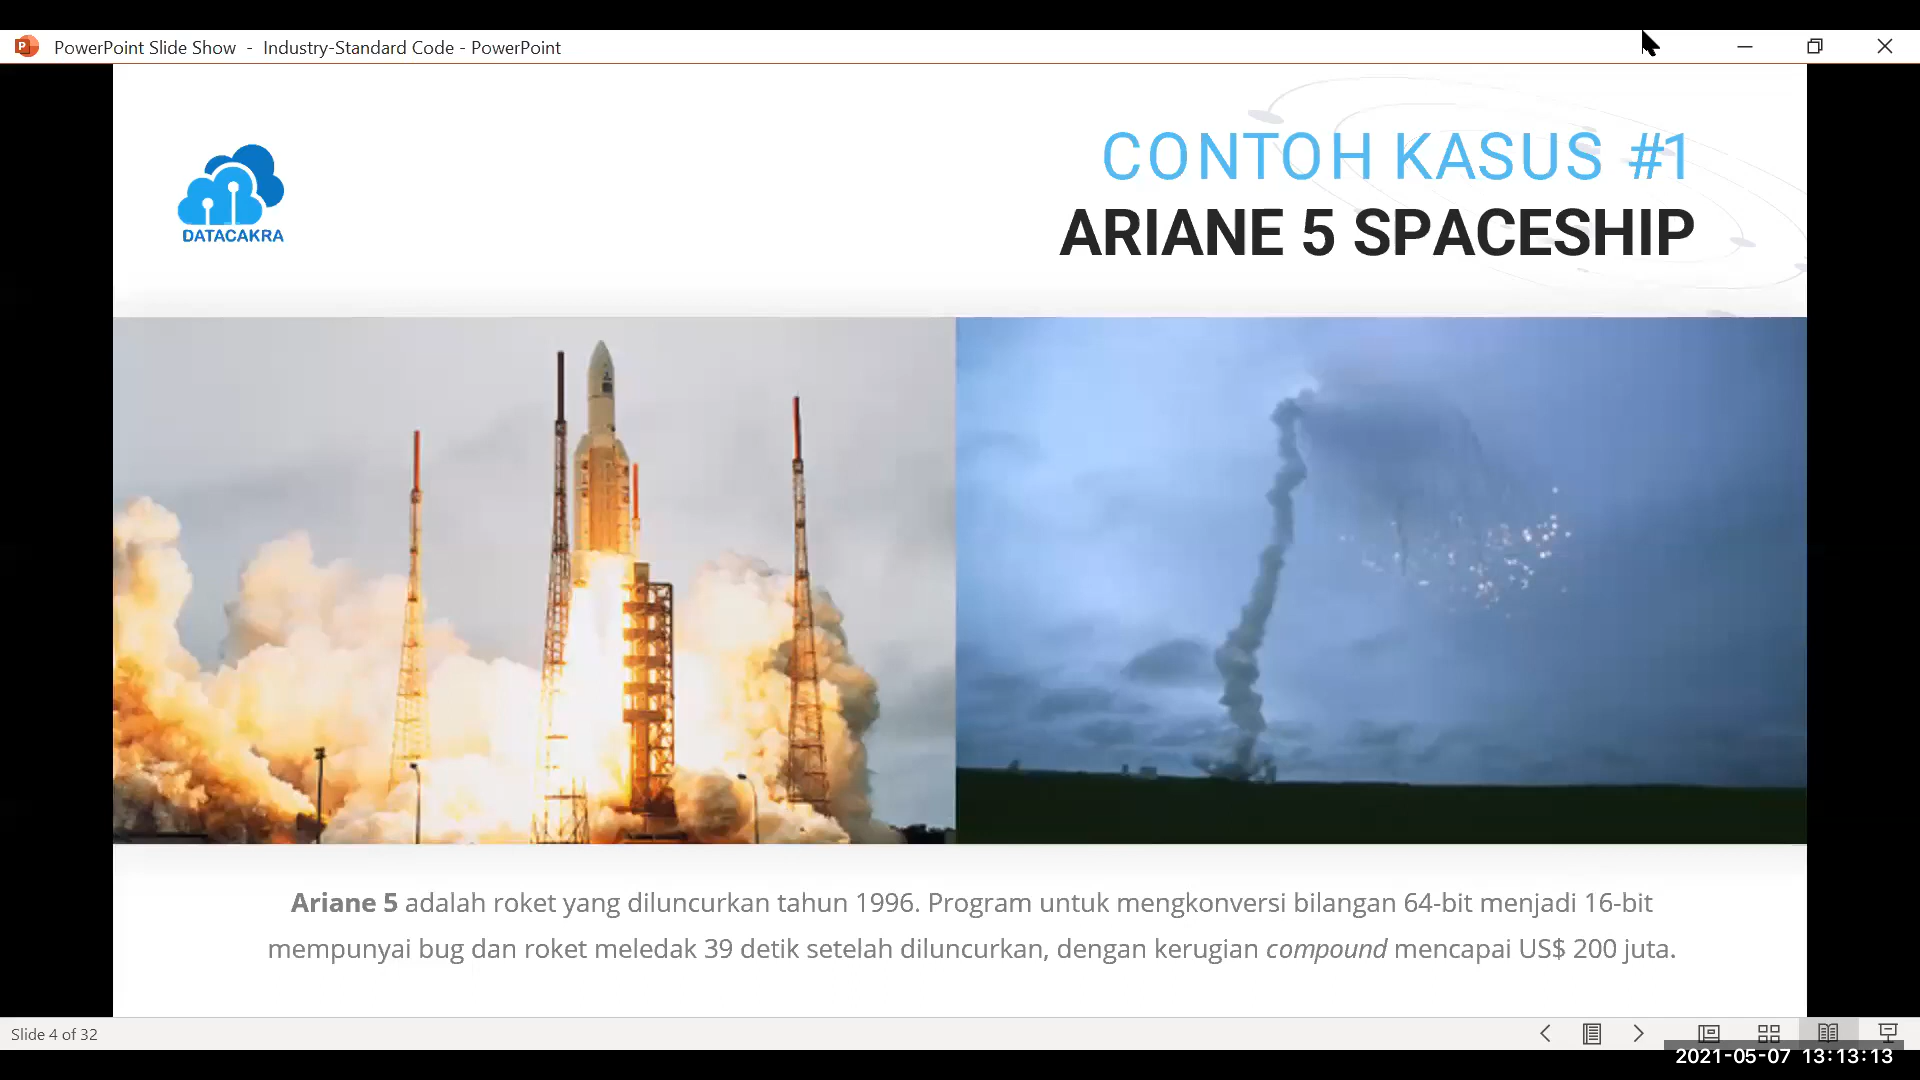 PowerPoint Slide Show - Industry-Standard Code - PowerPoint
DATACAKRA
CONTOH KASUS #1
ARIANE 5 SPACESHIP
Ariane 5 adalah roket yang diluncurkan tahun 1996. Program untuk mengkonversi bilangan 64-bit menjadi 16-bit
mempunyai bug dan roket meledak 39 detik setelah diluncurkan, dengan kerugian compound mencapai US$ 200 juta.
Slide 4 of 32
2021-05-07 13:13:13